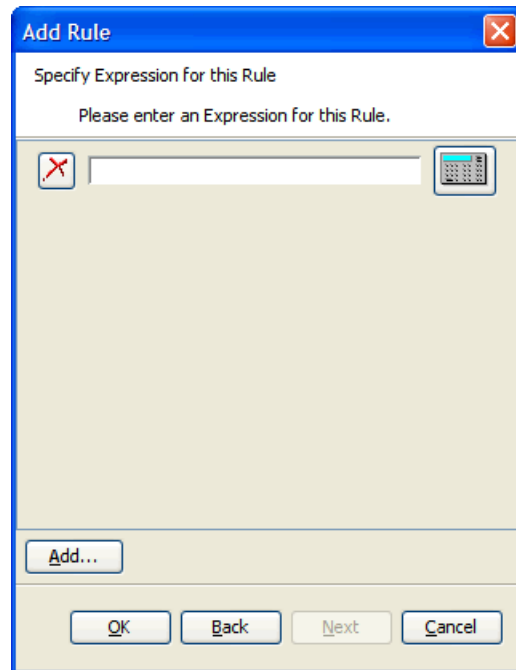 Add Rule
Specify Expression for this Rule
Please enter an Expression for this Rule.
Add...
OK Back Next Cancel